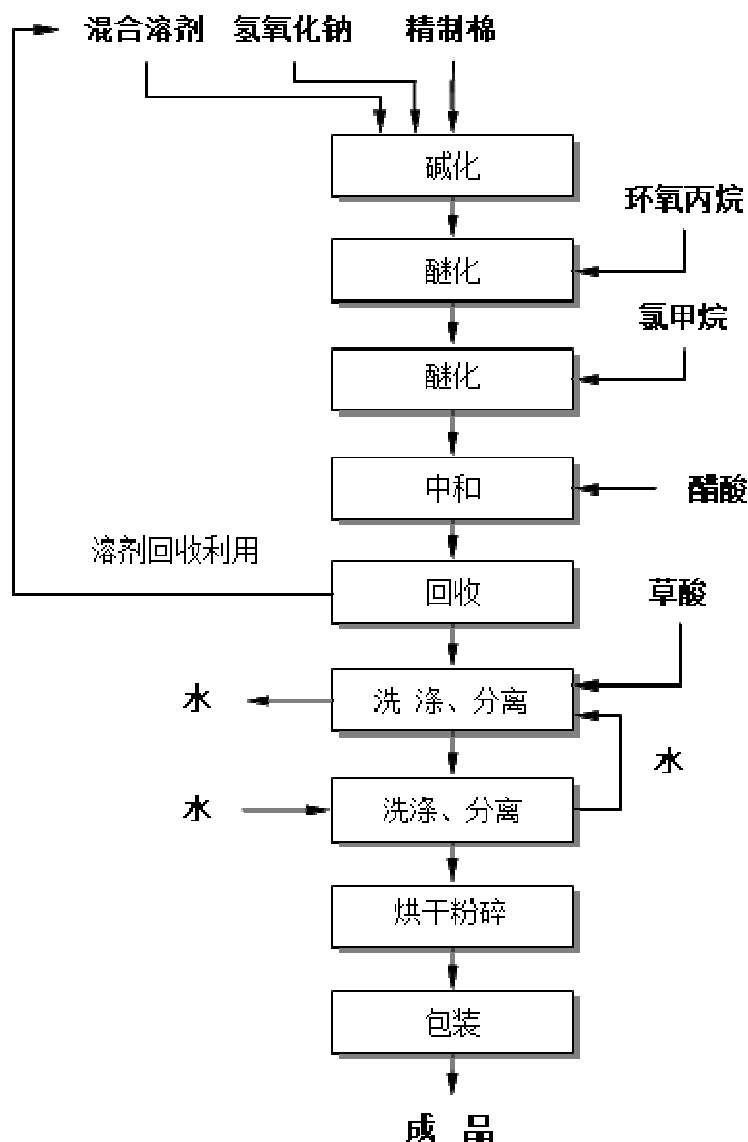 混合溶剂 氢氧化钠 精制棉
碱化
环氧丙烷
醚化
氯甲烷
醚化
中和
醋酸
溶剂回收利用
回收
草酸
水
洗 涤、分离
水
水
洗涤、分离
烘干粉碎
包装
成 品